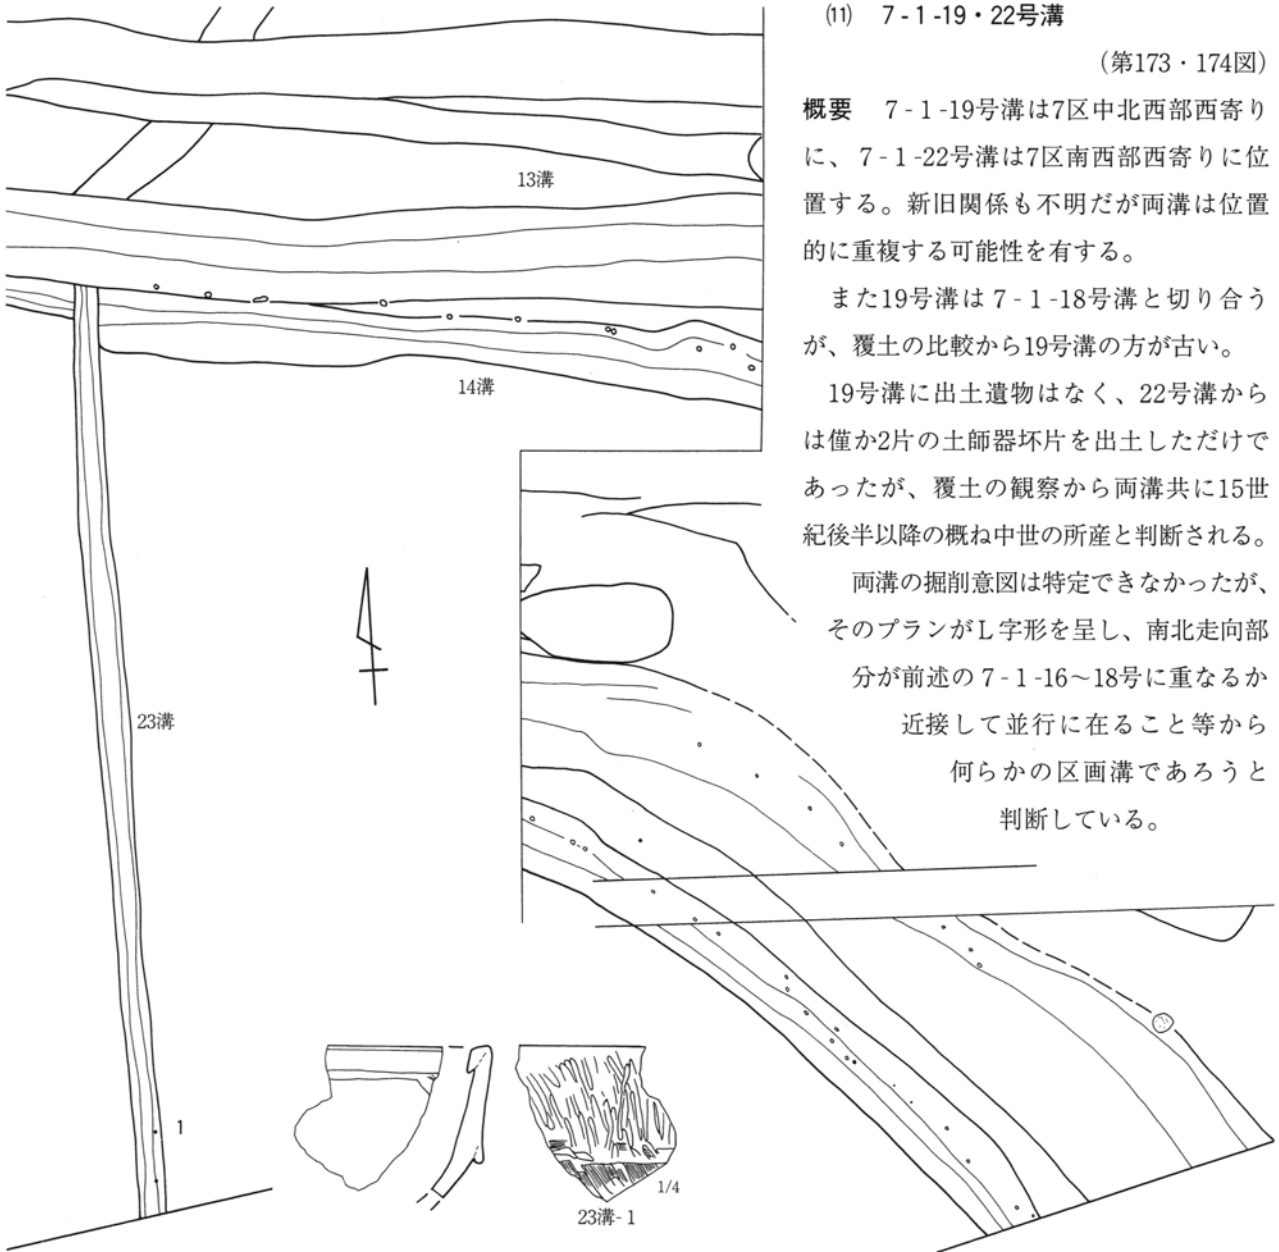 ⑾　7-1-19・22号溝
（第173・174図）
概要　7-1-19号溝は7区中北西部西寄り
に、7-1-22号溝は7区南西部西寄りに位
置する。新旧関係も不明だが両溝は位置
的に重複する可能性を有する。
また19号溝は7-1-18号溝と切り合う
が、覆土の比較から19号溝の方が古い。
19号溝に出土遺物はなく、22号溝から
は僅か2片の土師器坏片を出土しただけで
あったが、覆土の観察から両溝共に15世
紀後半以降の概ね中世の所産と判断される。
両溝の掘削意図は特定できなかったが、
そのプランがL字形を呈し、南北走向部
分が前述の7-1-16～18号に重なるか
近接して並行に在ること等から
何らかの区画溝であろうと
判断している。
13溝
14溝
23溝
1
1/4
23溝-1